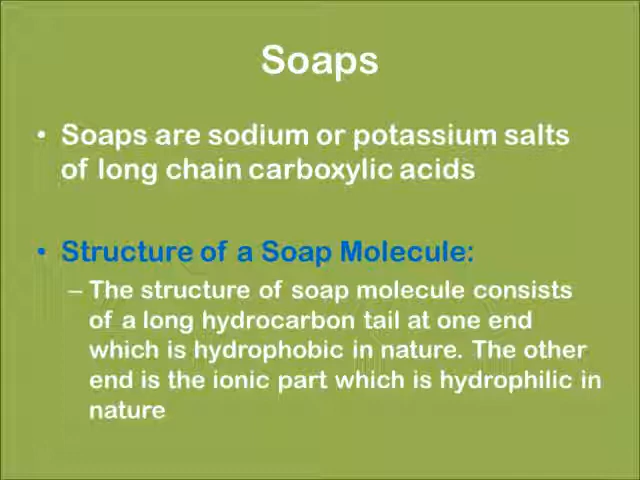 Soaps
• Soaps are sodium or potassium salts
of long chain carboxylic acids
• Structure of a Soap Molecule:
– The structure of soap molecule consists
of a long hydrocarbon tail at one end
which is hydrophobic in nature. The other
end is the ionic part which is hydrophilic in
nature